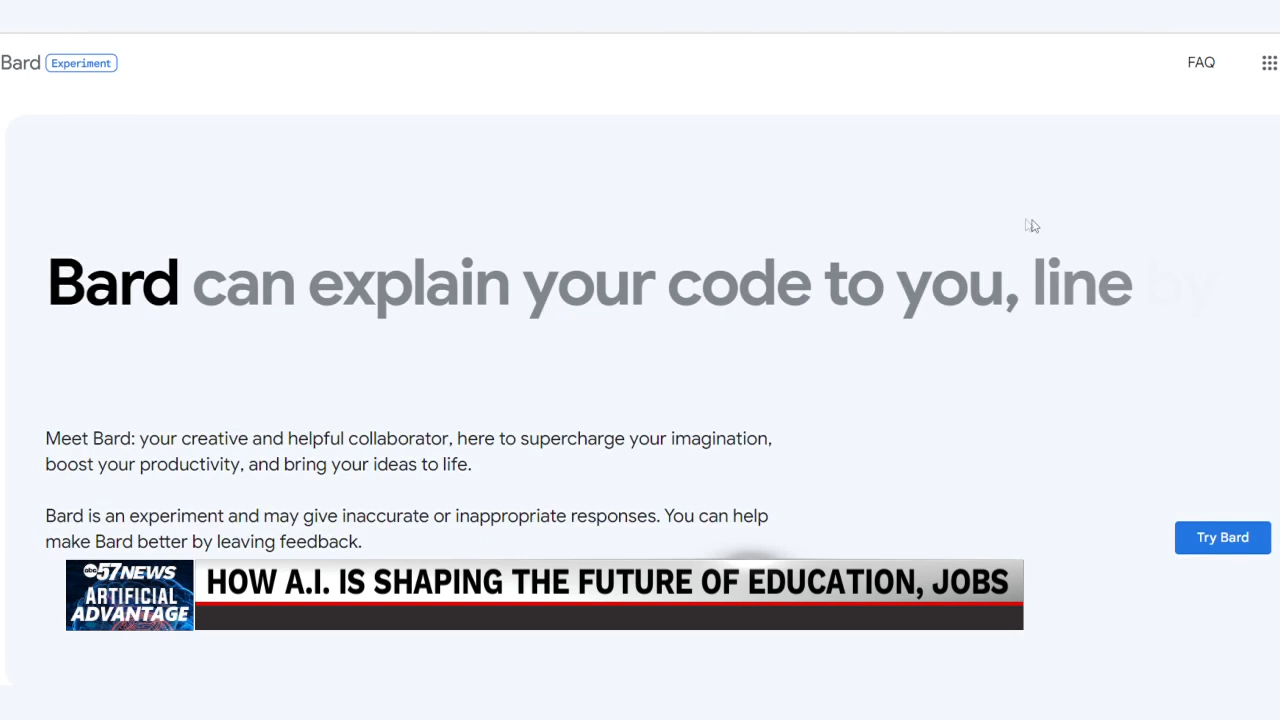 Bard Experiment
FAQ
Bard can explain your code to you, line by
Meet Bard: your creative and helpful collaborator, here to supercharge your imagination,
boost your productivity, and bring your ideas to life.
Bard is an experiment and may give inaccurate or inappropriate responses. You can help
make Bard better by leaving feedback.
Try Bard
abc 57 NEWS
ARTIFICIAL
ADVANTAGE
HOW A.I. IS SHAPING THE FUTURE OF EDUCATION, JOBS